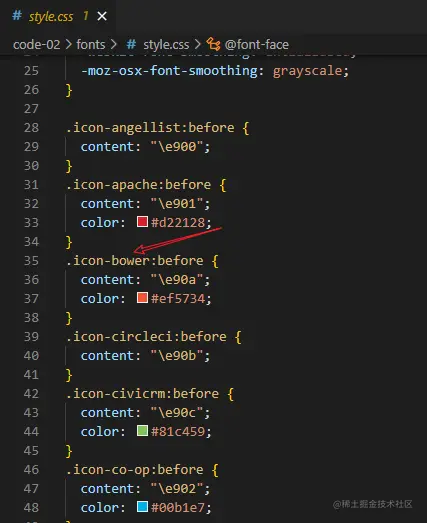 # style.css 1 ×
code-02 > fonts > # style.css > @font-face
25 -moz-osx-font-smoothing: grayscale;
26 }
27
28 .icon-angellist:before {
29 content: "\e900";
30 }
31 .icon-apache:before {
32 content: "\e901";
33 color: #d22128;
34 }
35 .icon-bower:before {
36 content: "\e90a";
37 color: #ef5734;
38 }
39 .icon-circleci:before {
40 content: "\e90b";
41 }
42 .icon-civicrm:before {
43 content: "\e90c";
44 color: #81c459;
45 }
46 .icon-co-op:before {
47 content: "\e902";
48 color: #00b1e7;
@稀土掘金技术社区